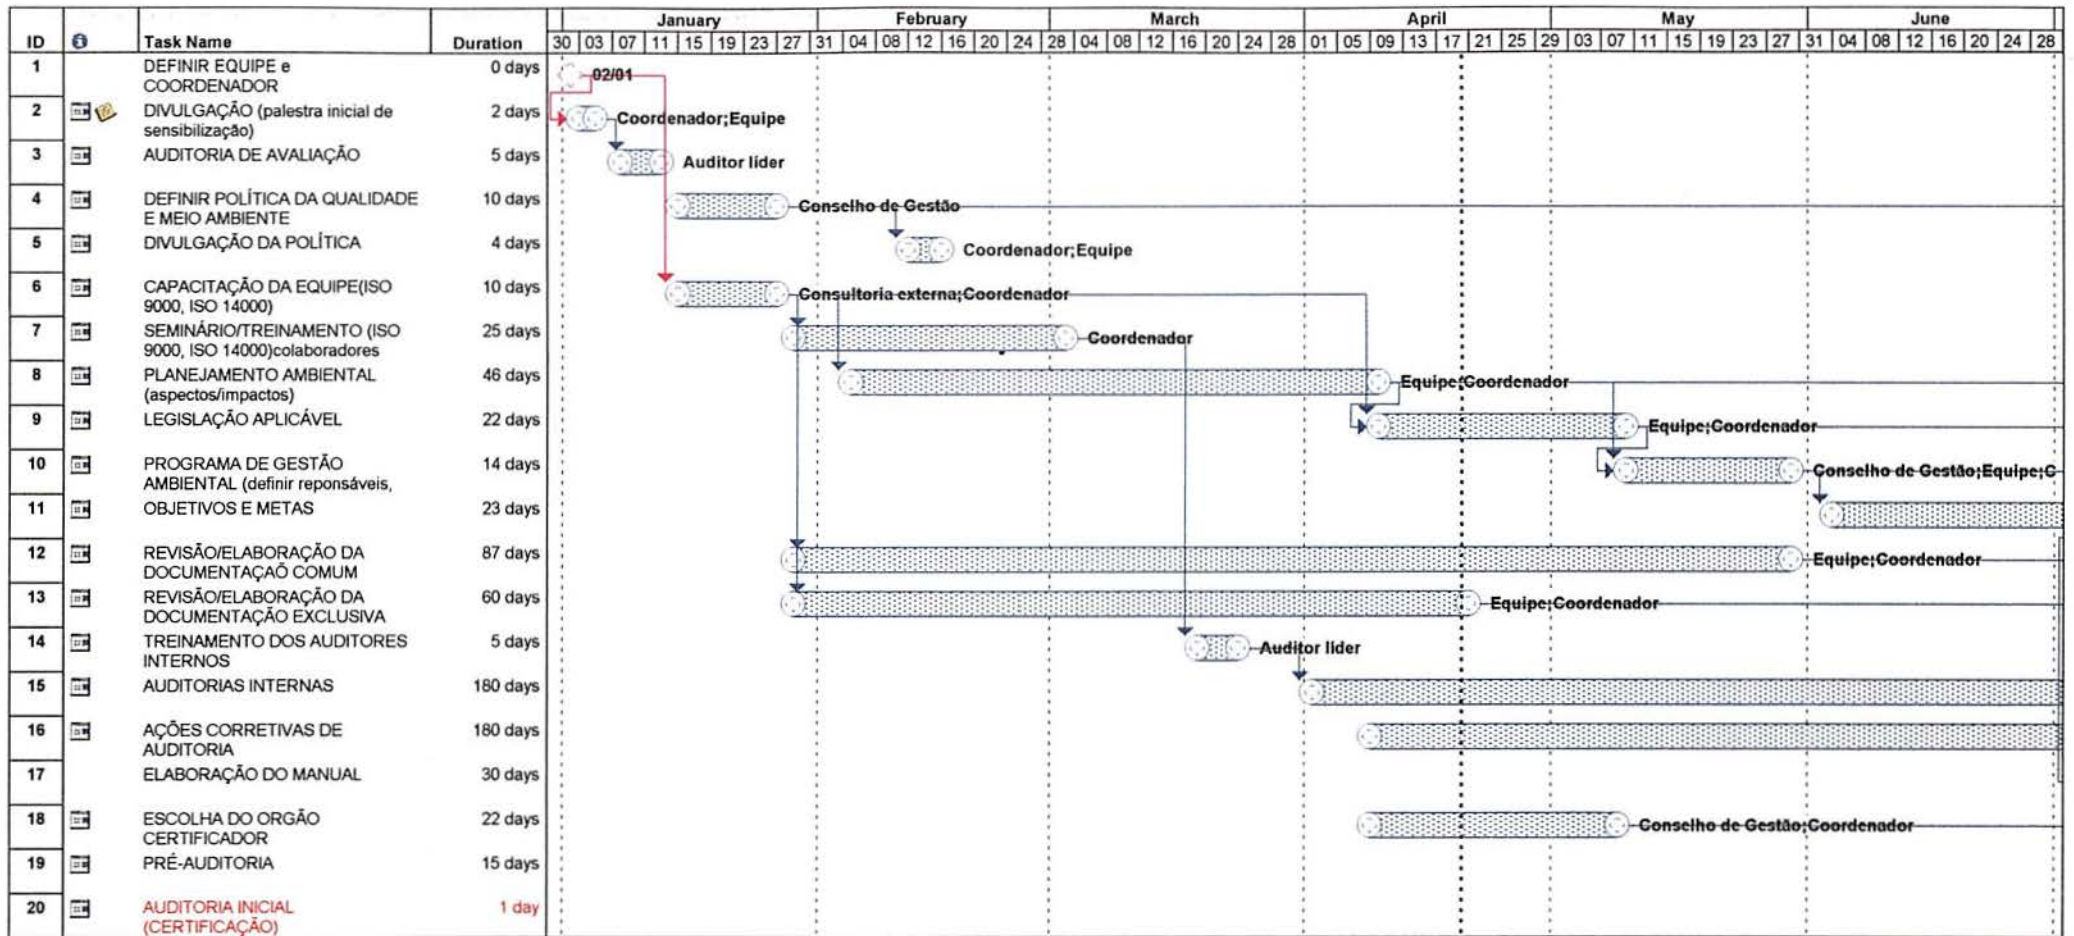 January February March April May June
ID Task Name Duration 30 03 07 11 15 19 23 27 31 04 08 12 16 20 24 28 04 08 12 16 20 24 28 01 05 09 13 17 21 25 29 03 07 11 15 19 23 27 31 04 08 12 16 20 24 28
1 DEFINIR EQUIPE e 0 days 02/01
COORDENADOR
2 DIVULGAÇÃO (palestra inicial de 2 days Coordenador;Equipe
sensibilização)
3 AUDITORIA DE AVALIAÇÃO 5 days Auditor líder
4 DEFINIR POLÍTICA DA QUALIDADE 10 days Conselho de Gestão
E MEIO AMBIENTE
5 DIVULGAÇÃO DA POLÍTICA 4 days Coordenador;Equipe
6 CAPACITAÇÃO DA EQUIPE(ISO 10 days Consultoria externa;Coordenador
9000, ISO 14000)
7 SEMINÁRIO/TREINAMENTO (ISO 25 days Coordenador
9000, ISO 14000)colaboradores
8 PLANEJAMENTO AMBIENTAL 46 days Equipe;Coordenador
(aspectos/impactos)
9 LEGISLAÇÃO APLICÁVEL 22 days Equipe;Coordenador
10 PROGRAMA DE GESTÃO 14 days Conselho de Gestão;Equipe;C
AMBIENTAL (definir reponsáveis,
11 OBJETIVOS E METAS 23 days
12 REVISÃO/ELABORAÇÃO DA 87 days Equipe;Coordenador
DOCUMENTAÇAÕ COMUM
13 REVISÃO/ELABORAÇÃO DA 60 days Equipe;Coordenador
DOCUMENTAÇÃO EXCLUSIVA
14 TREINAMENTO DOS AUDITORES 5 days Auditor líder
INTERNOS
15 AUDITORIAS INTERNAS 180 days
16 AÇÕES CORRETIVAS DE 180 days
AUDITORIA
17 ELABORAÇÃO DO MANUAL 30 days
18 ESCOLHA DO ORGÃO 22 days Conselho de Gestão;Coordenador
CERTIFICADOR
19 PRÉ-AUDITORIA 15 days
20 AUDITORIA INICIAL 1 day
(CERTIFICAÇÃO)